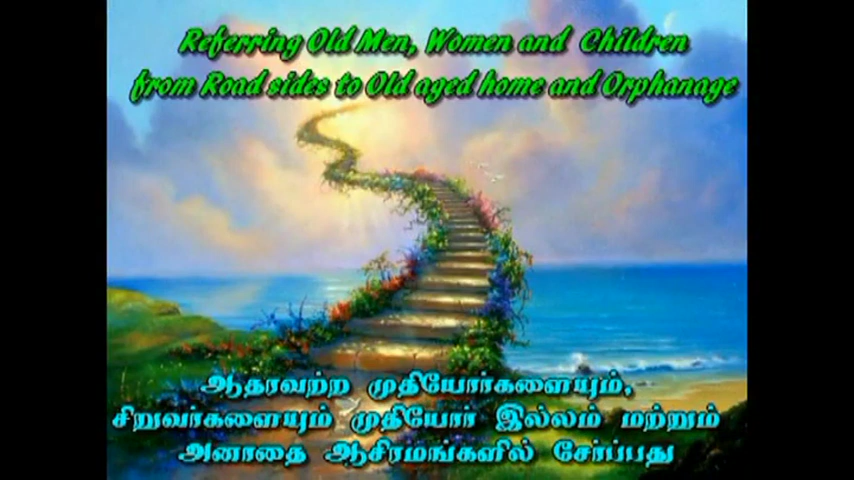 Referring Old Men, Women and Children
from Road sides to Old aged home and Orphanage
ஆதரவற்ற முதியோர்களையும்,
சிறுவர்களையும் முதியோர் இல்லம் மற்றும்
அனாதை ஆசிரமங்களில் சேர்ப்பது